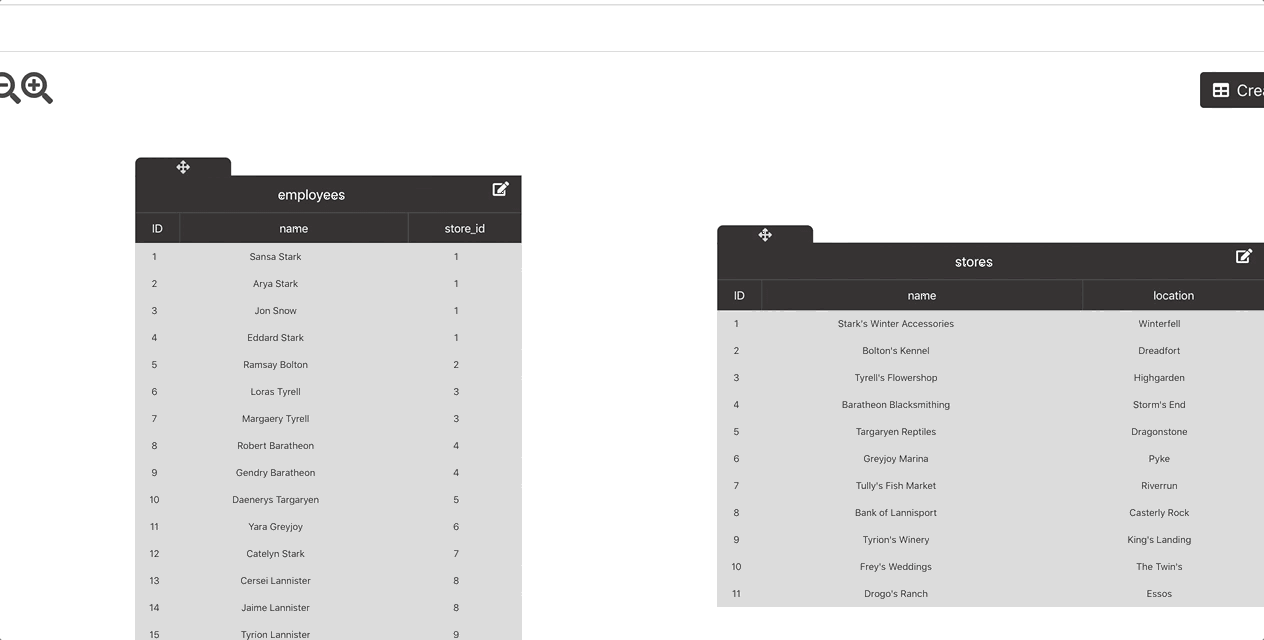 Crea
employees
ID name store_id
1 Sansa Stark 1
2 Arya Stark 1
3 Jon Snow 1
4 Eddard Stark 1
5 Ramsay Bolton 2
6 Loras Tyrell 3
7 Margaery Tyrell 3
8 Robert Baratheon 4
9 Gendry Baratheon 4
10 Daenerys Targaryen 5
11 Yara Greyjoy 6
12 Catelyn Stark 7
13 Cersei Lannister 8
14 Jaime Lannister 8
15 Tyrion Lannister 9
stores
ID name location
1 Stark's Winter Accessories Winterfell
2 Bolton's Kennel Dreadfort
3 Tyrell's Flowershop Highgarden
4 Baratheon Blacksmithing Storm's End
5 Targaryen Reptiles Dragonstone
6 Greyjoy Marina Pyke
7 Tully's Fish Market Riverrun
8 Bank of Lannisport Casterly Rock
9 Tyrion's Winery King's Landing
10 Frey's Weddings The Twin's
11 Drogo's Ranch Essos